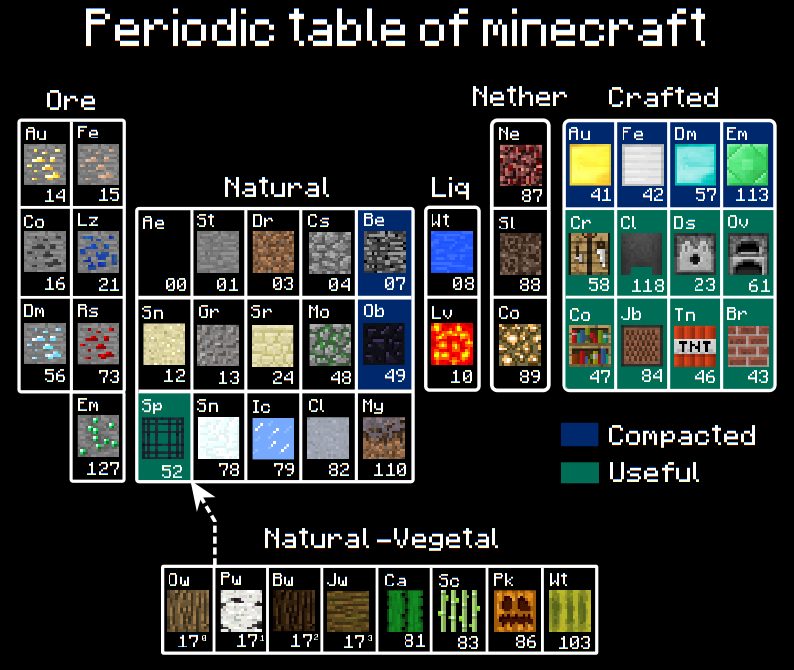 Periodic table of minecraft
Ore
Nether
Crafted
Au
14
Fe
15
Ne
87
Au
41
Fe
42
Dm
57
Em
113
Natural
Liq
Co
16
Lz
21
Ae
00
St
01
Dr
03
Cs
04
Be
07
Wt
08
Sl
88
Cr
58
Cl
118
Ds
23
Ov
61
Dm
56
Rs
73
Sn
12
Gr
13
Sr
24
Mo
48
Ob
49
Lv
10
Co
89
Co
47
Jb
84
Tn
TNT
46
Br
43
Em
127
Sp
52
Sn
78
Ic
79
Cl
82
My
110
Compacted
Useful
Natural -Vegetal
Ow
17⁰
Pw
17¹
Bw
17²
Jw
17³
Ca
81
Sc
83
Pk
86
Wt
103